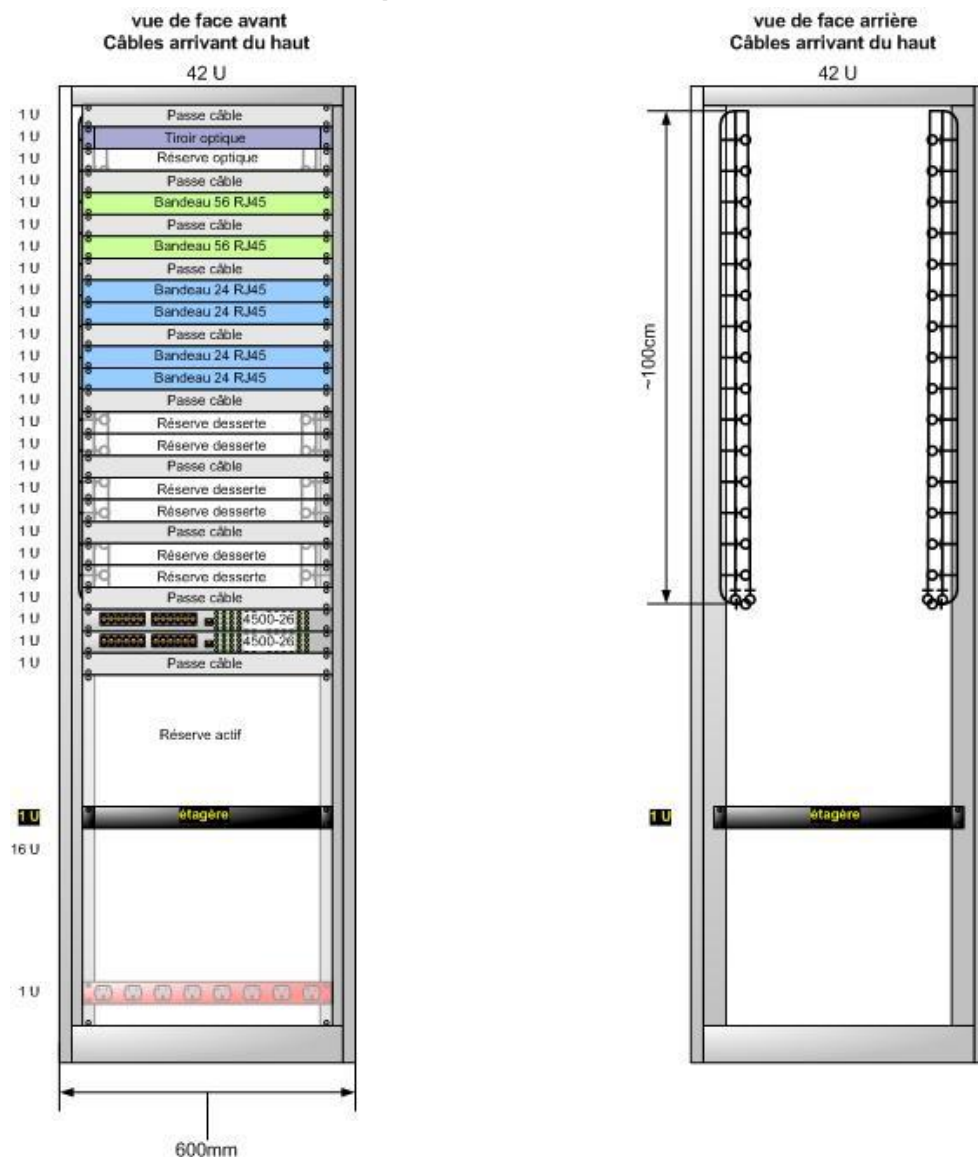 vue de face avant
Câbles arrivant du haut
42 U
1 U Passe câble
1 U Tiroir optique
1 U Réserve optique
1 U Passe câble
1 U Bandeau 56 RJ45
1 U Passe câble
1 U Bandeau 56 RJ45
1 U Passe câble
1 U Bandeau 24 RJ45
1 U Bandeau 24 RJ45
1 U Passe câble
1 U Bandeau 24 RJ45
1 U Bandeau 24 RJ45
1 U Passe câble
1 U Réserve desserte
1 U Réserve desserte
1 U Passe câble
1 U Réserve desserte
1 U Réserve desserte
1 U Passe câble
1 U Réserve desserte
1 U Réserve desserte
1 U Passe câble
1 U 4500-26
1 U 4500-26
1 U Passe câble
Réserve actif
1 U étagère
16 U
1 U
600mm
vue de face arrière
Câbles arrivant du haut
42 U
~100cm
1 U étagère